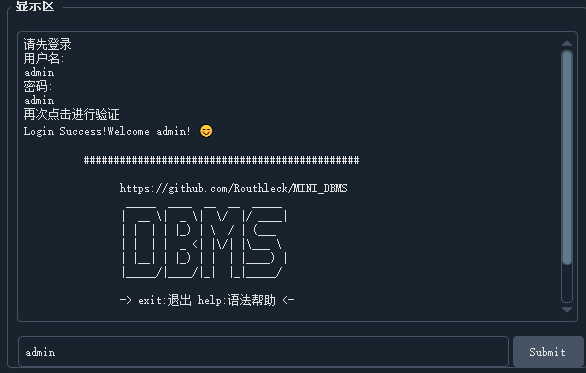 显示区
请先登录
用户名:
admin
密码:
admin
再次点击进行验证
Login Success!Welcome admin! 😊
##############################################
https://github.com/Routhleck/MINI_DBMS
DBMS
-> exit:退出 help:语法帮助 <-
admin
Submit